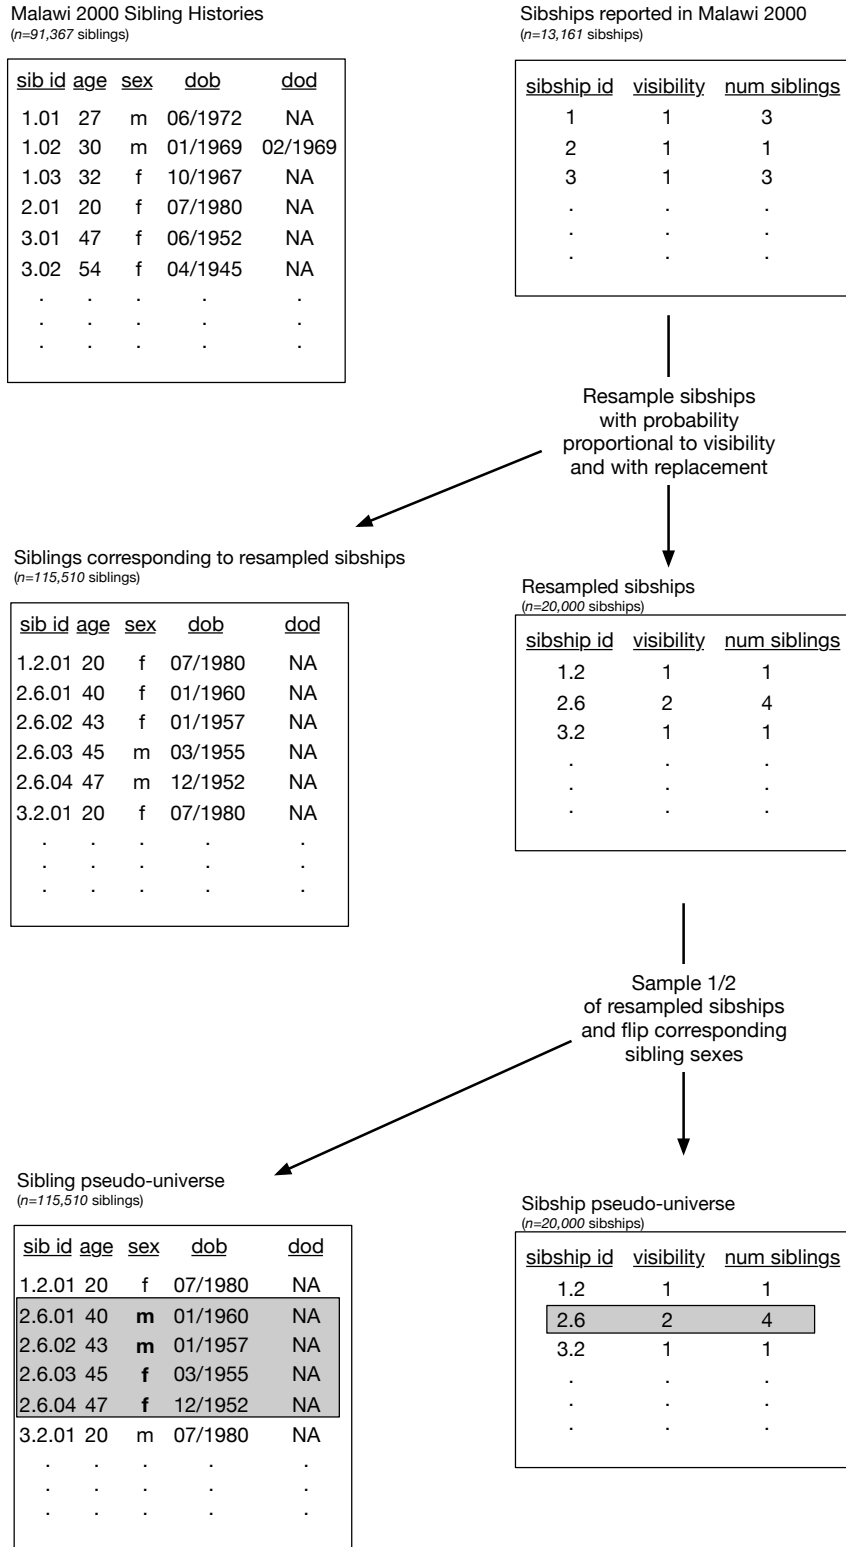 Malawi 2000 Sibling Histories
(n=91,367 siblings)
sib id age sex dob dod
1.01 27 m 06/1972 NA
1.02 30 m 01/1969 02/1969
1.03 32 f 10/1967 NA
2.01 20 f 07/1980 NA
3.01 47 f 06/1952 NA
3.02 54 f 04/1945 NA
. . . . .
. . . . .
. . . . .
Sibships reported in Malawi 2000
(n=13,161 sibships)
sibship id visibility num siblings
1 1 3
2 1 1
3 1 3
. . .
. . .
. . .
Resample sibships
with probability
proportional to visibility
and with replacement
Siblings corresponding to resampled sibships
(n=115,510 siblings)
sib id age sex dob dod
1.2.01 20 f 07/1980 NA
2.6.01 40 f 01/1960 NA
2.6.02 43 f 01/1957 NA
2.6.03 45 m 03/1955 NA
2.6.04 47 m 12/1952 NA
3.2.01 20 f 07/1980 NA
. . . . .
. . . . .
. . . . .
Resampled sibships
(n=20,000 sibships)
sibship id visibility num siblings
1.2 1 1
2.6 2 4
3.2 1 1
. . .
. . .
. . .
Sample 1/2
of resampled sibships
and flip corresponding
sibling sexes
Sibling pseudo-universe
(n=115,510 siblings)
sib id age sex dob dod
1.2.01 20 f 07/1980 NA
2.6.01 40 m 01/1960 NA
2.6.02 43 m 01/1957 NA
2.6.03 45 f 03/1955 NA
2.6.04 47 f 12/1952 NA
3.2.01 20 m 07/1980 NA
. . . . .
. . . . .
. . . . .
Sibship pseudo-universe
(n=20,000 sibships)
sibship id visibility num siblings
1.2 1 1
2.6 2 4
3.2 1 1
. . .
. . .
. . .